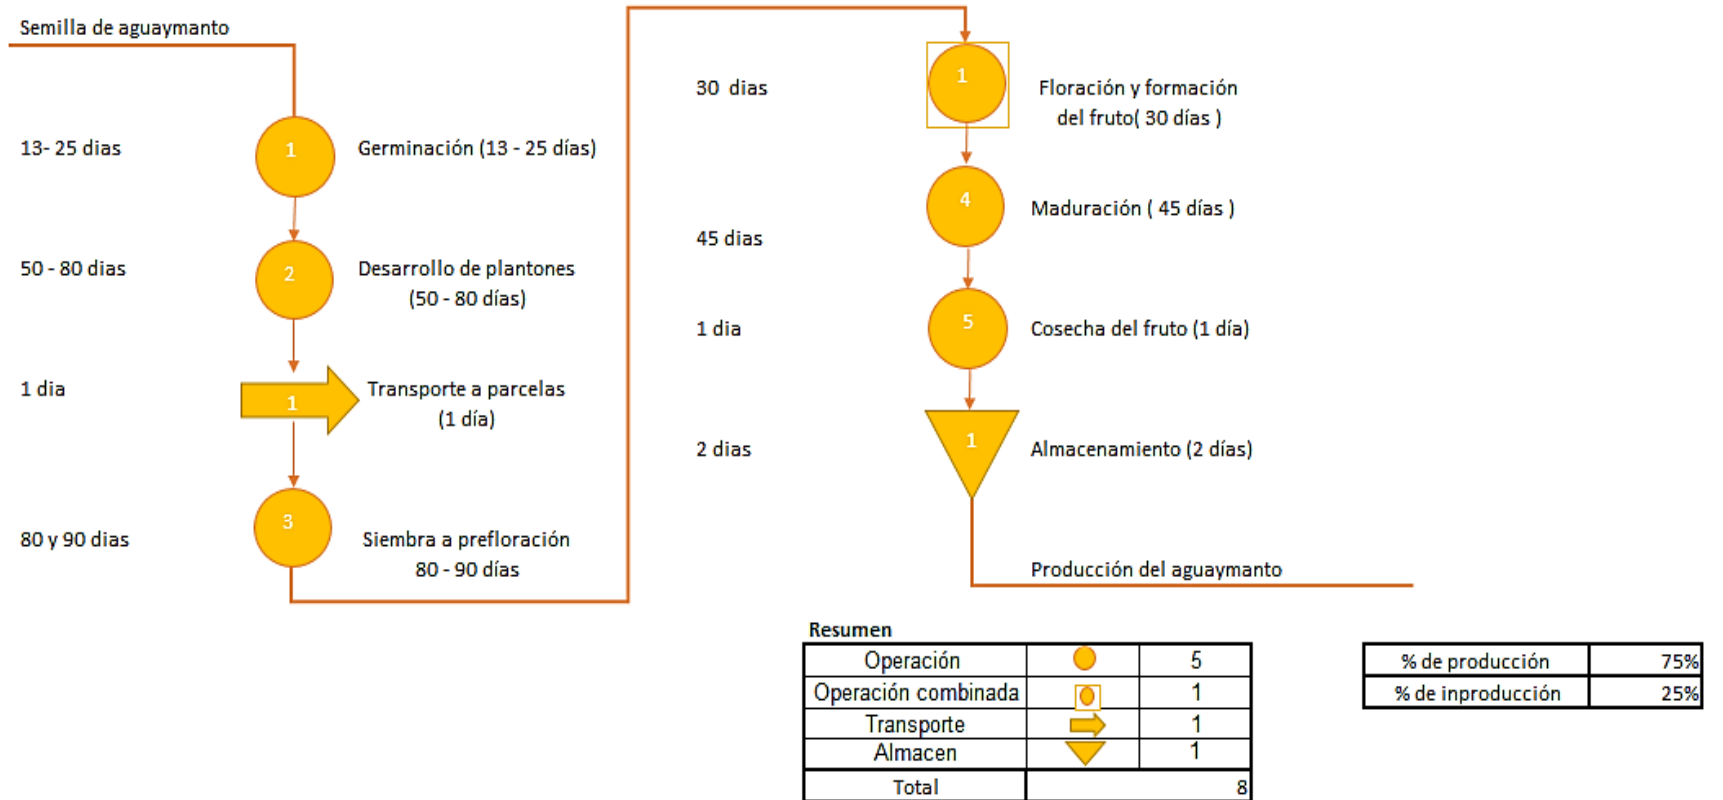 Semilla de aguaymanto
13- 25 dias
1
Germinación (13 - 25 días)
50 - 80 dias
2
Desarrollo de plantones
(50 - 80 días)
1 dia
1
Transporte a parcelas
(1 día)
80 y 90 dias
3
Siembra a prefloración
80 - 90 días
30 dias
1
Floración y formación
del fruto( 30 días )
4
Maduración ( 45 días )
45 dias
1 dia
5
Cosecha del fruto (1 día)
2 dias
1
Almacenamiento (2 días)
Producción del aguaymanto
Resumen
Operación 5
Operación combinada 1
Transporte 1
Almacen 1
Total 8
% de producción 75%
% de inproducción 25%